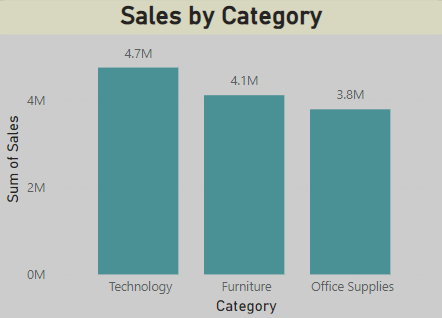 Sales by Category
4.7M
4.1M
3.8M
4M
2M
0M
Sum of Sales
Technology
Furniture
Office Supplies
Category